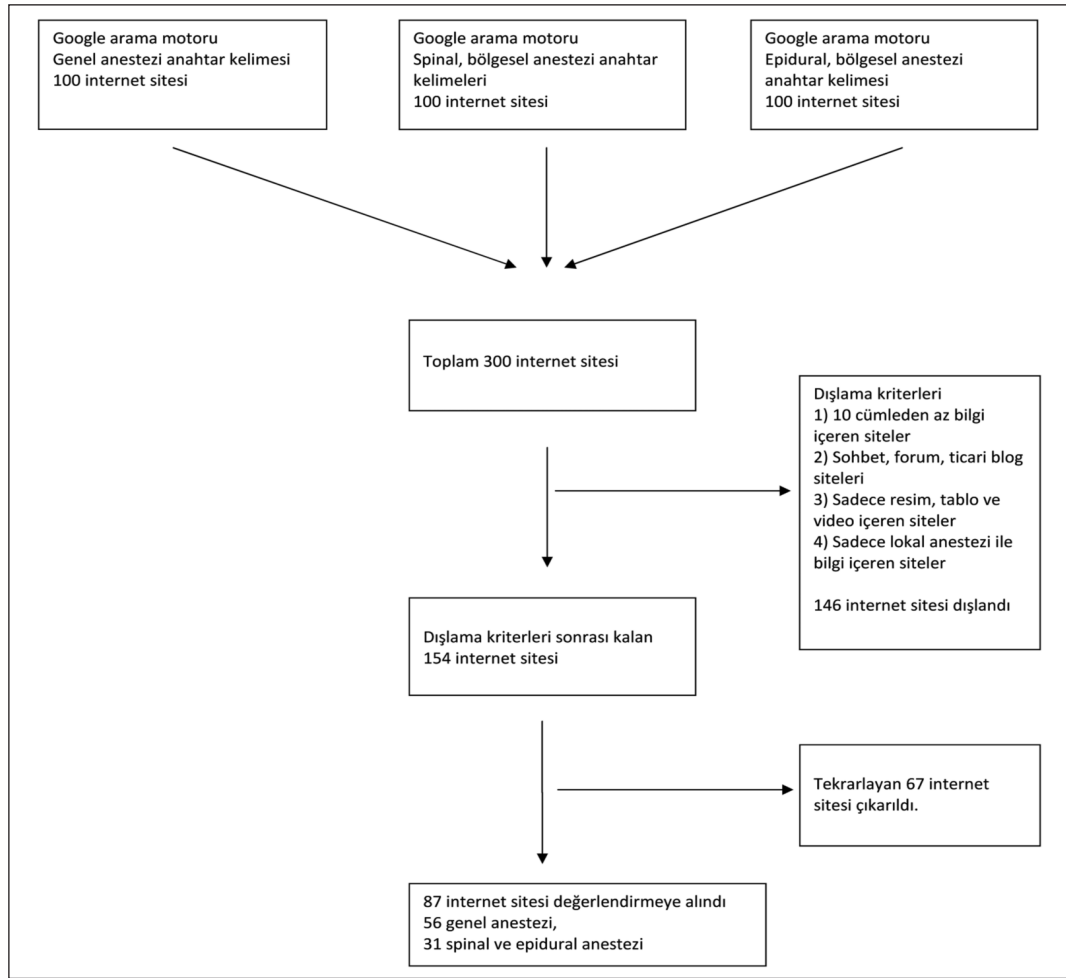 Google arama motoru
Genel anestezi anahtar kelimesi
100 internet sitesi
Google arama motoru
Spinal, bölgesel anestezi anahtar
kelimeleri
100 internet sitesi
Google arama motoru
Epidural, bölgesel anestezi
anahtar kelimesi
100 internet sitesi
Toplam 300 internet sitesi
Dışlama kriterleri
1) 10 cümleden az bilgi
içeren siteler
2) Sohbet, forum, ticari blog
siteleri
3) Sadece resim, tablo ve
video içeren siteler
4) Sadece lokal anestezi ile
bilgi içeren siteler
146 internet sitesi dışlandı
Dışlama kriterleri sonrası kalan
154 internet sitesi
Tekrarlayan 67 internet
sitesi çıkarıldı.
87 internet sitesi değerlendirmeye alındı
56 genel anestezi,
31 spinal ve epidural anestezi